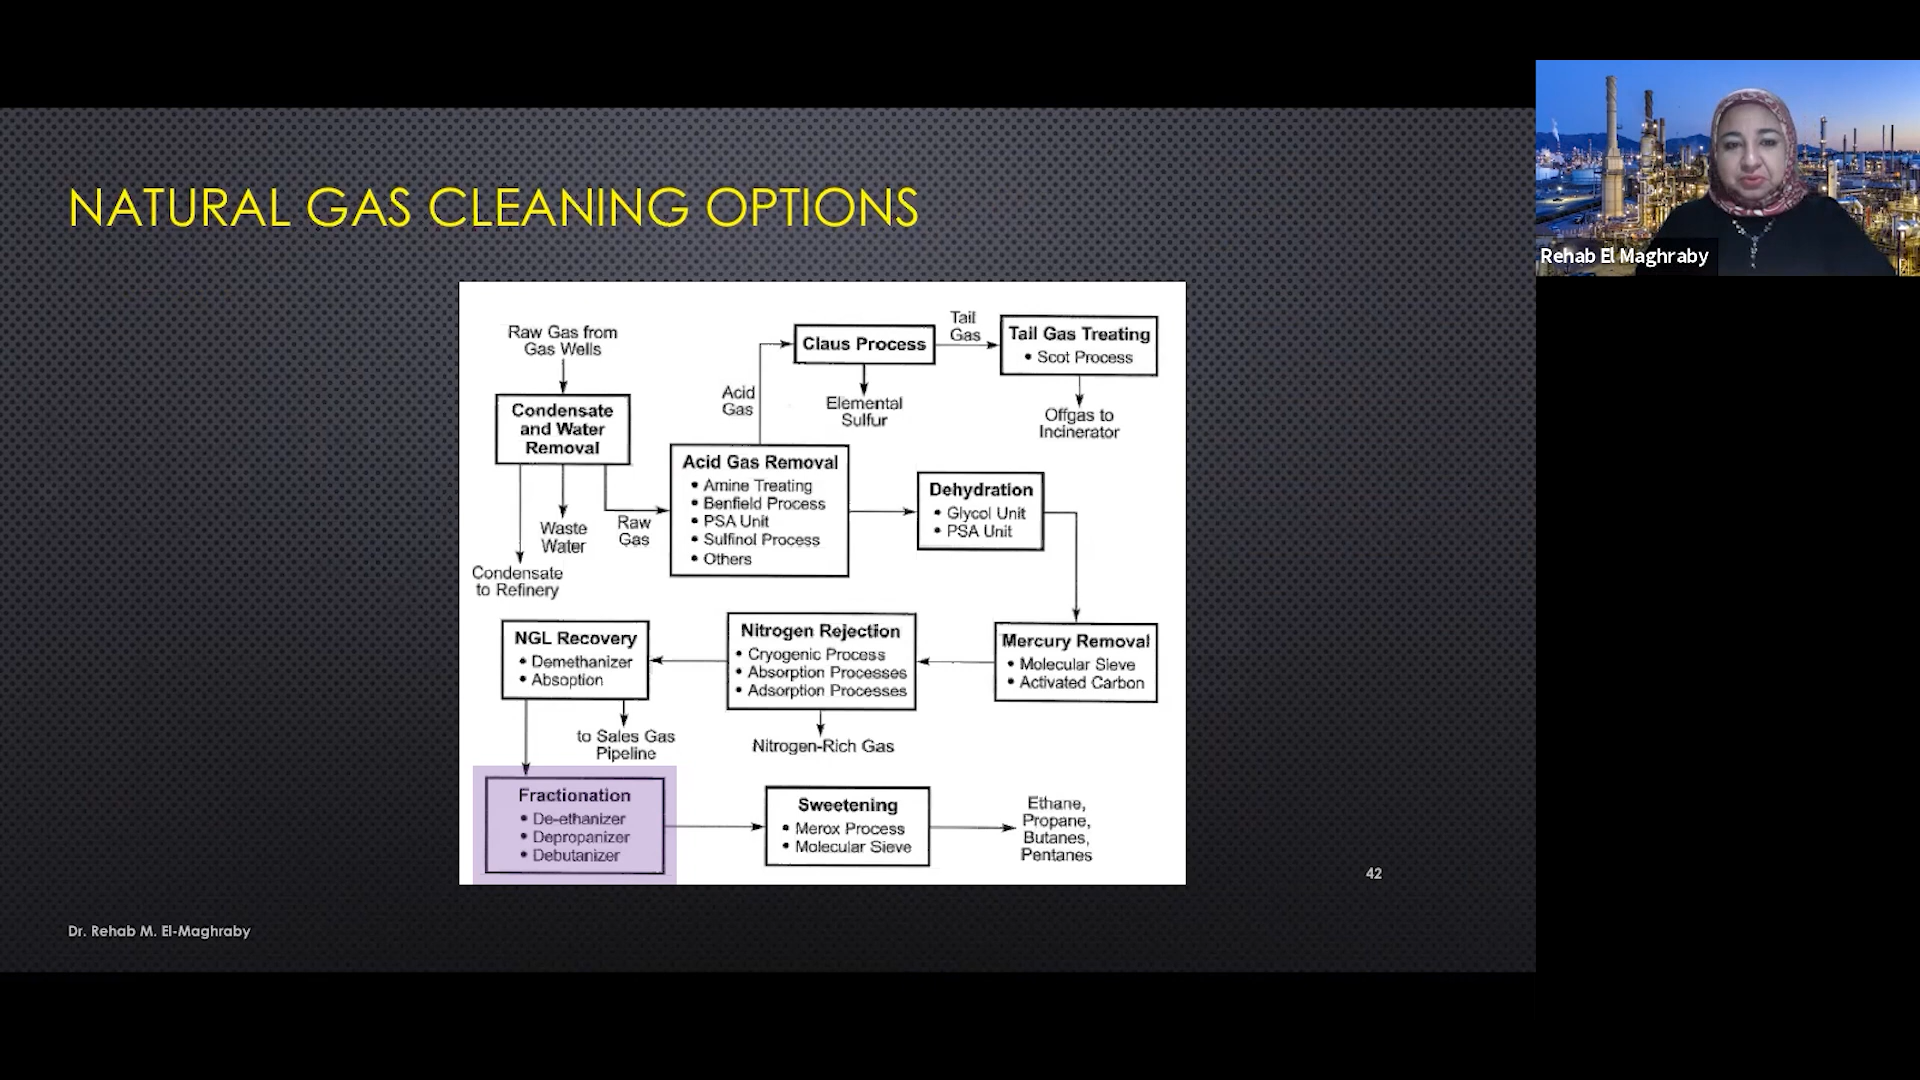 NATURAL GAS CLEANING OPTIONS
Rehab El Maghraby
Raw Gas from
Gas Wells
Condensate
and Water
Removal
Waste
Water
Condensate
to Refinery
Raw
Gas
Acid
Gas
Acid Gas Removal
• Amine Treating
• Benfield Process
• PSA Unit
• Sulfinol Process
• Others
Claus Process
Elemental
Sulfur
Tail
Gas
Tail Gas Treating
• Scot Process
Offgas to
Incinerator
Dehydration
• Glycol Unit
• PSA Unit
Mercury Removal
• Molecular Sieve
• Activated Carbon
Nitrogen Rejection
• Cryogenic Process
• Absorption Processes
• Adsorption Processes
Nitrogen-Rich Gas
NGL Recovery
• Demethanizer
• Absoption
to Sales Gas
Pipeline
Fractionation
• De-ethanizer
• Depropanizer
• Debutanizer
Sweetening
• Merox Process
• Molecular Sieve
Ethane,
Propane,
Butanes,
Pentanes
42
Dr. Rehab M. El-Maghraby